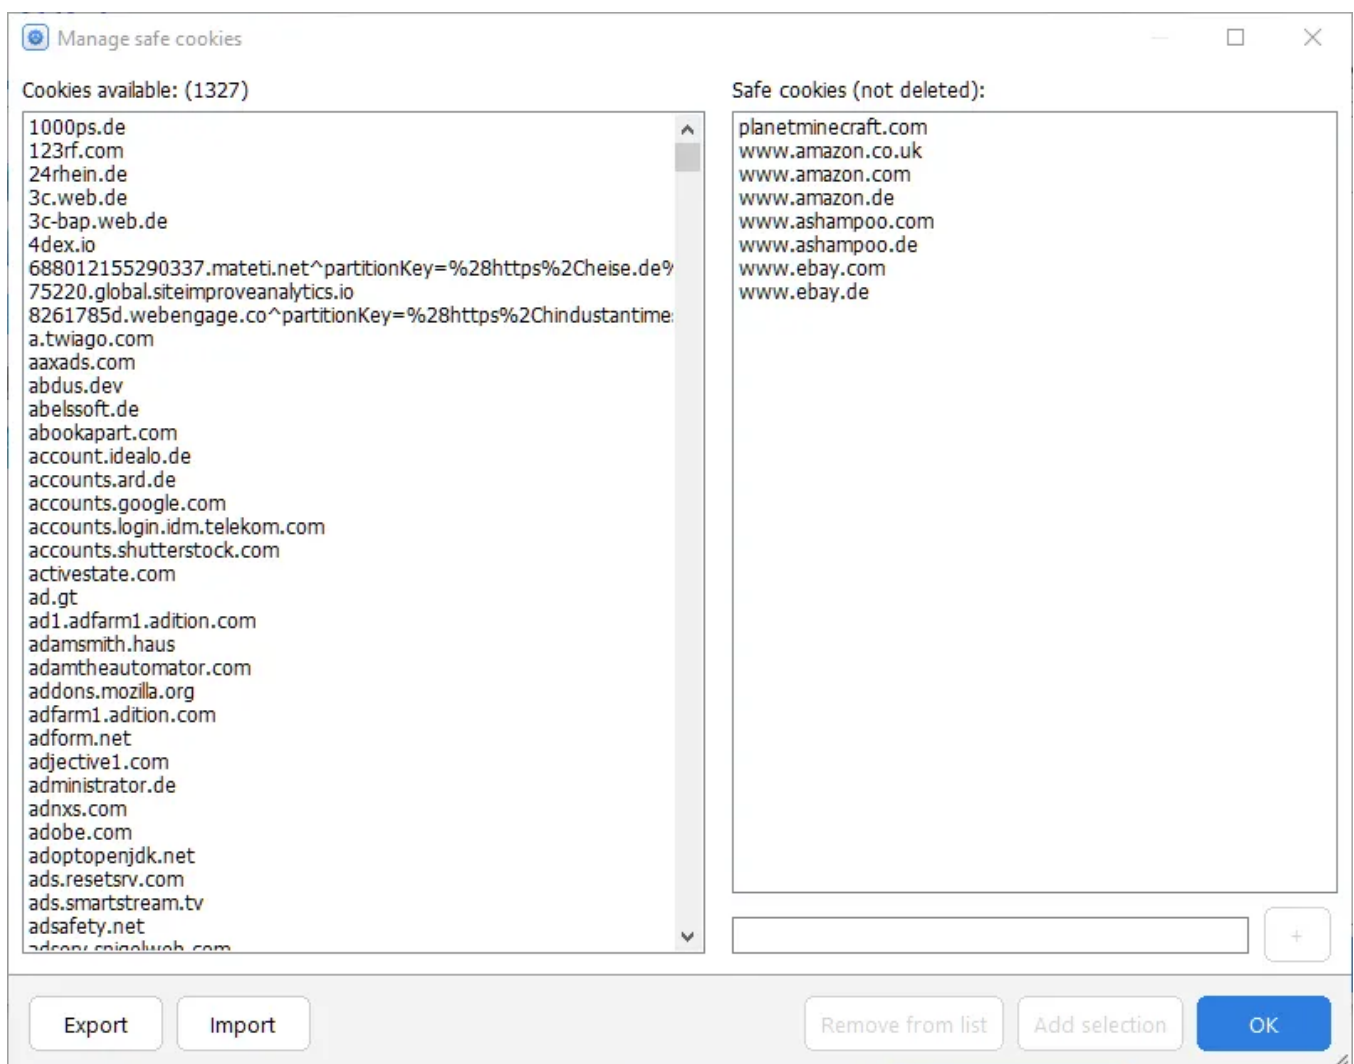 Manage safe cookies
Cookies available: (1327)
1000ps.de
123rf.com
24rhein.de
3c.web.de
3c-bap.web.de
4dex.io
688012155290337.mateti.net^partitionKey=%28https%2Cheise.de%
75220.global.siteimproveanalytics.io
8261785d.webengage.co^partitionKey=%28https%2Chindustantime
a.twiago.com
aaxads.com
abdus.dev
abelssoft.de
abookapart.com
account.idealo.de
accounts.ard.de
accounts.google.com
accounts.login.idm.telekom.com
accounts.shutterstock.com
activestate.com
ad.gt
ad1.adfarm1.adition.com
adamsmith.haus
adamtheautomator.com
addons.mozilla.org
adfarm1.adition.com
adform.net
adjective1.com
administrator.de
adnxs.com
adobe.com
adoptopenjdk.net
ads.resetsrv.com
ads.smartstream.tv
adsafety.net
Safe cookies (not deleted):
planetminecraft.com
www.amazon.co.uk
www.amazon.com
www.amazon.de
www.ashampoo.com
www.ashampoo.de
www.ebay.com
www.ebay.de
+
Export
Import
Remove from list
Add selection
OK